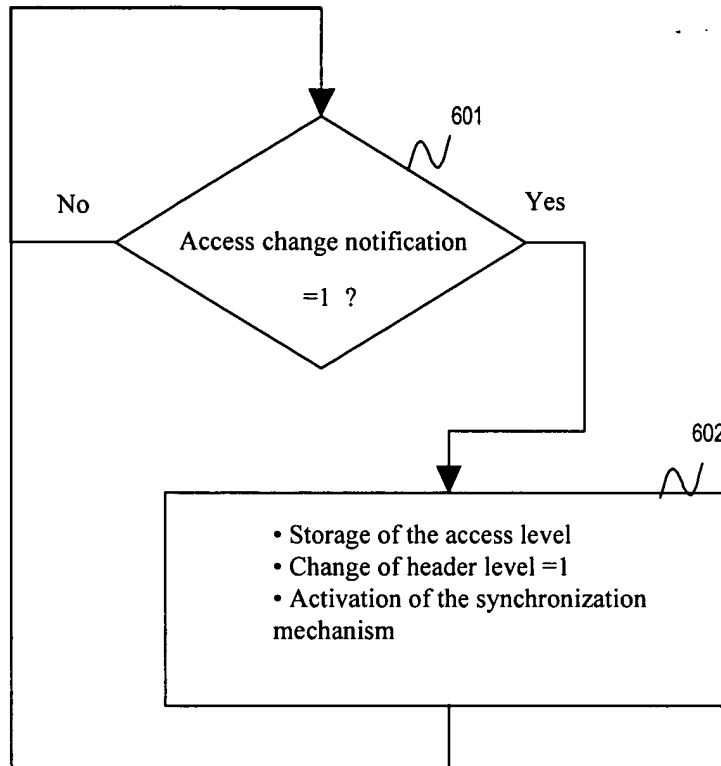 601
No
Yes
Access change notification
=1 ?
602
• Storage of the access level
• Change of header level =1
• Activation of the synchronization
mechanism